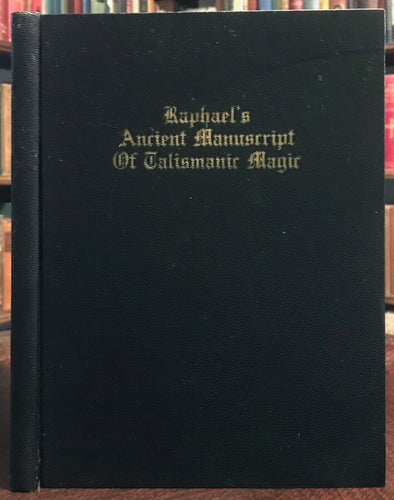 Raphael's
Ancient Manuscript
Of Talismanic Magic